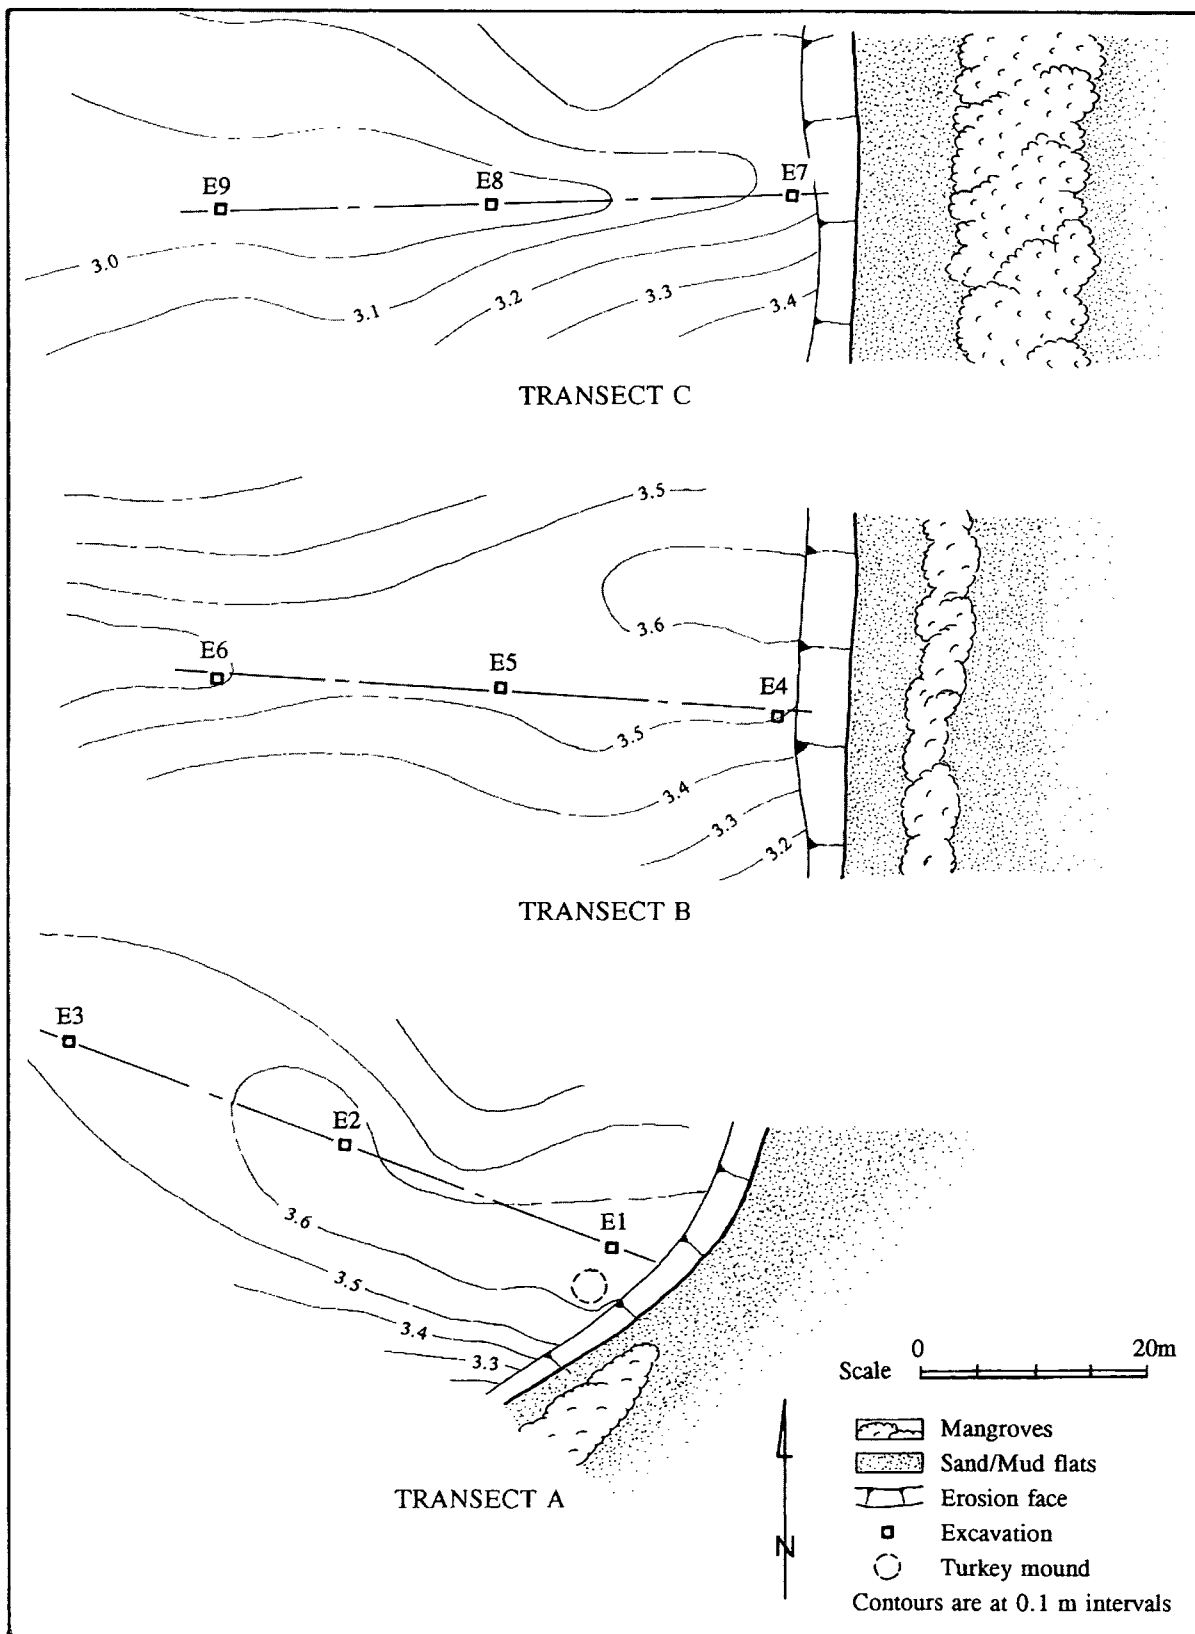 E9
E8
E7
3.0
3.1
3.2
3.3
3.4
TRANSECT C
3.5
3.6
E6
E5
E4
3.5
3.4
3.3
3.2
TRANSECT B
E3
E2
E1
3.6
3.5
3.4
3.3
TRANSECT A
0 20m
Scale
Mangroves
Sand/Mud flats
Erosion face
Excavation
Turkey mound
Contours are at 0.1 m intervals
N